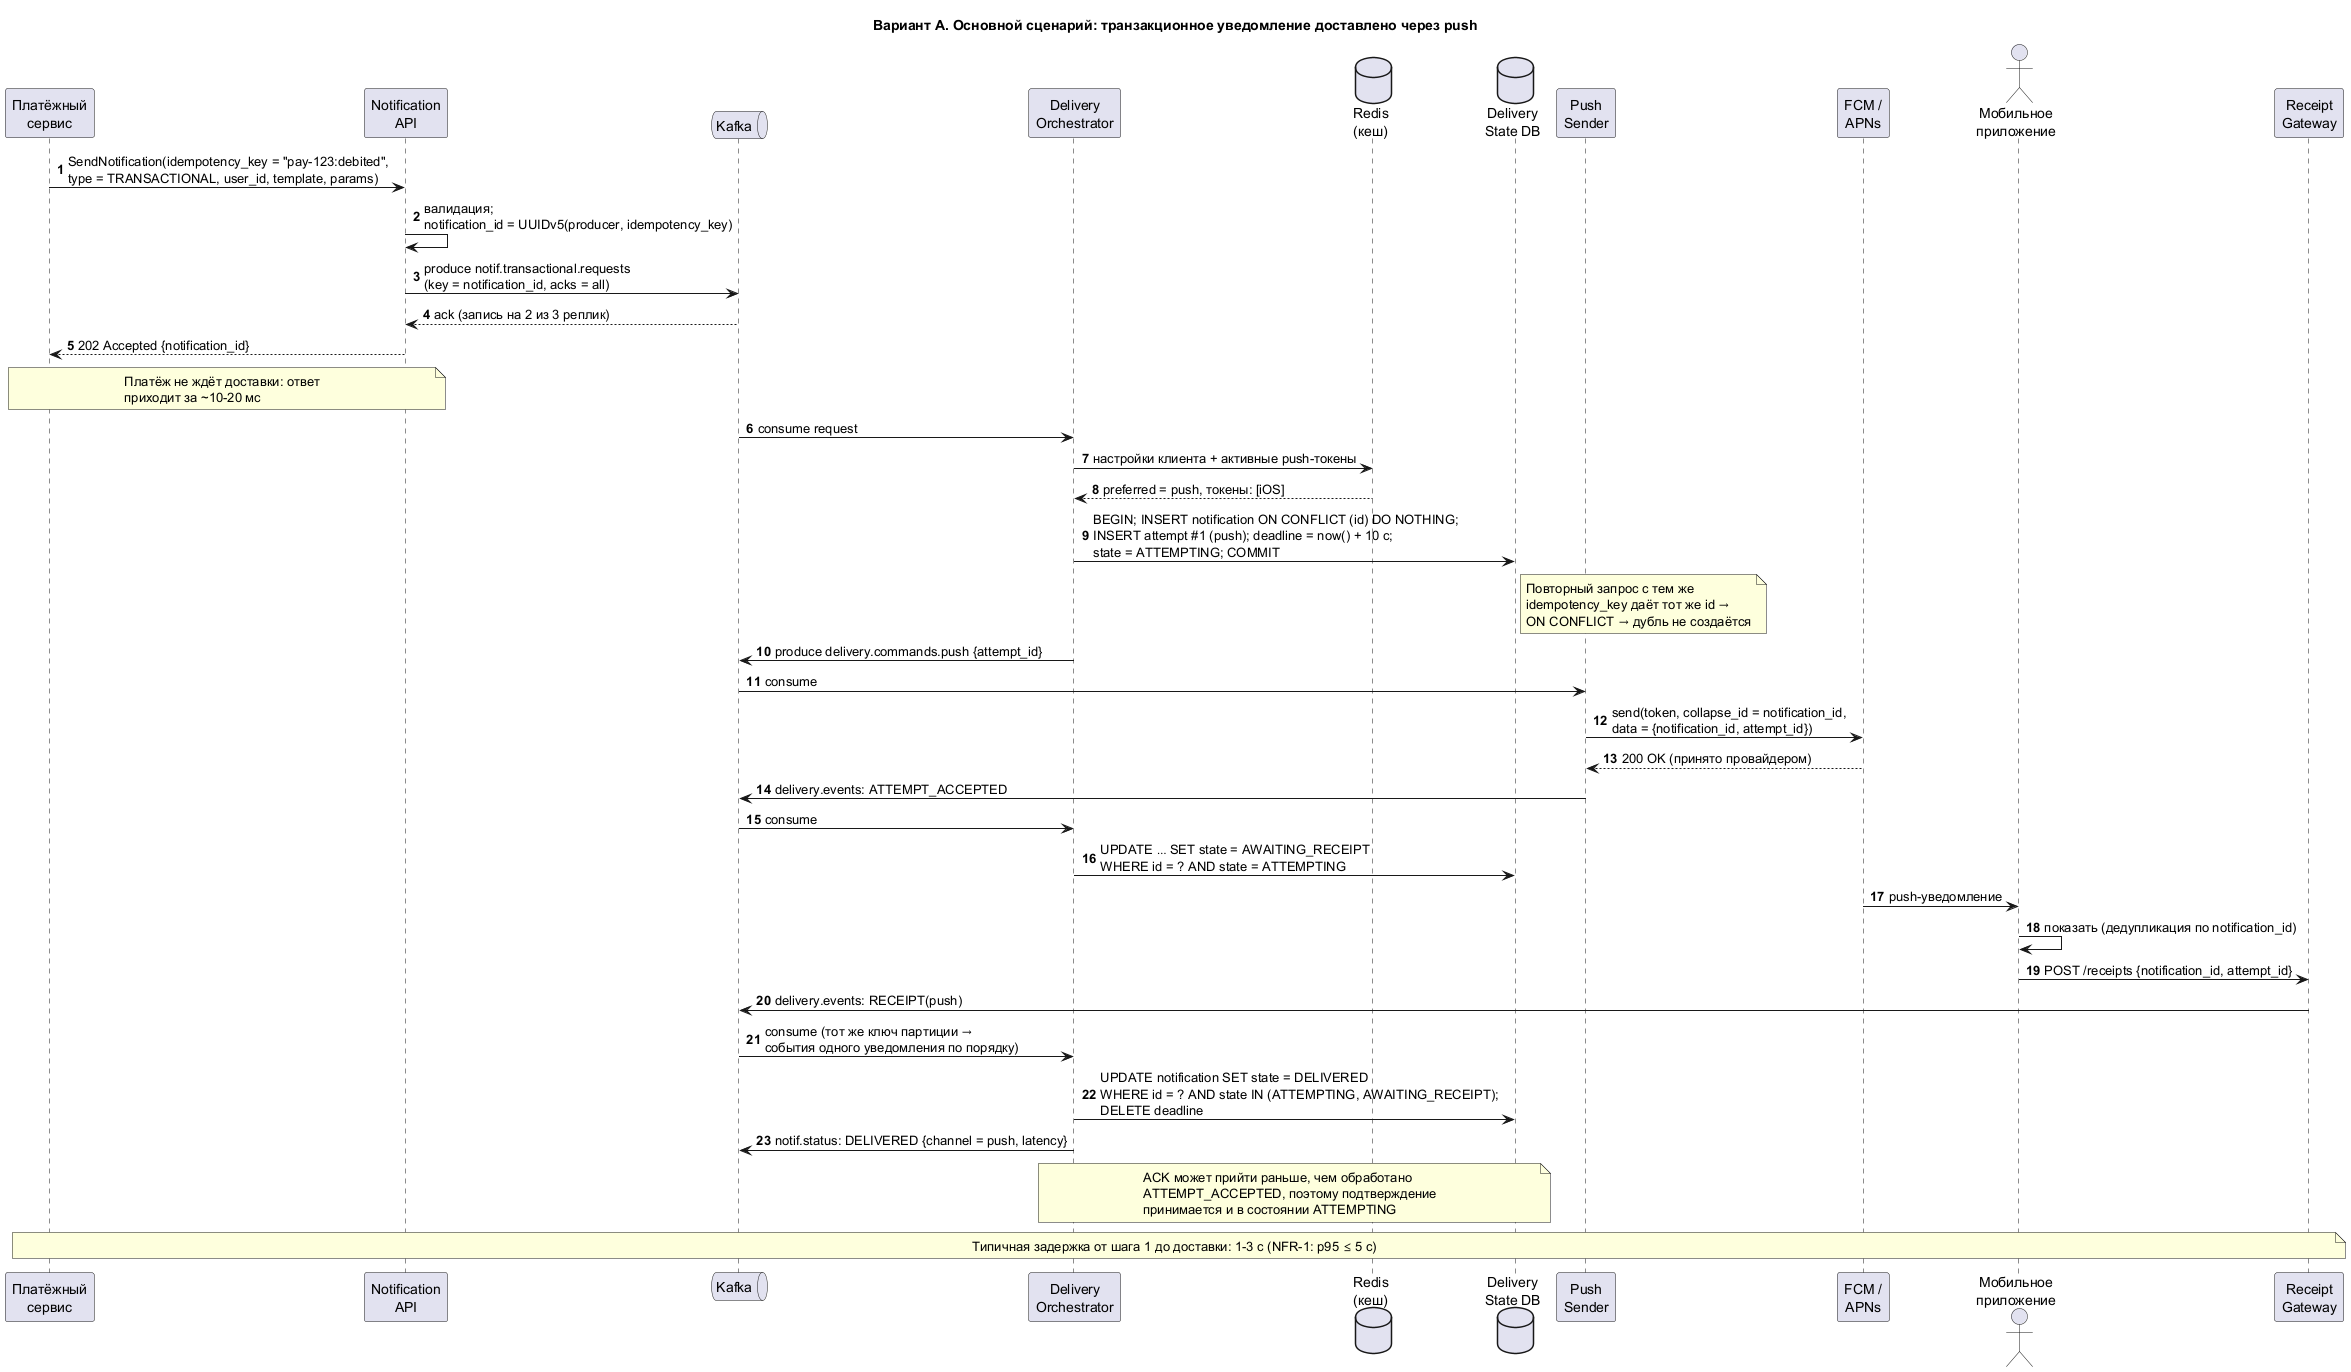 Вариант А. Основной сценарий: транзакционное уведомление доставлено через push
Платёжный
сервис
Notification
API
Kafka
Delivery
Orchestrator
Redis
(кеш)
Delivery
State DB
Push
Sender
FCM /
APNs
Мобильное
приложение
Receipt
Gateway
1 SendNotification(idempotency_key = "pay-123:debited",
type = TRANSACTIONAL, user_id, template, params)
2 валидация;
notification_id = UUIDv5(producer, idempotency_key)
3 produce notif.transactional.requests
(key = notification_id, acks = all)
4 ack (запись на 2 из 3 реплик)
5 202 Accepted {notification_id}
Платёж не ждёт доставки: ответ
приходит за ~10-20 мс
6 consume request
7 настройки клиента + активные push-токены
8 preferred = push, токены: [iOS]
BEGIN; INSERT notification ON CONFLICT (id) DO NOTHING;
9 INSERT attempt #1 (push); deadline = now() + 10 с;
state = ATTEMPTING; COMMIT
Повторный запрос с тем же
idempotency_key даёт тот же id →
ON CONFLICT → дубль не создаётся
10 produce delivery.commands.push {attempt_id}
11 consume
12 send(token, collapse_id = notification_id,
data = {notification_id, attempt_id})
13 200 OK (принято провайдером)
14 delivery.events: ATTEMPT_ACCEPTED
15 consume
16 UPDATE ... SET state = AWAITING_RECEIPT
WHERE id = ? AND state = ATTEMPTING
17 push-уведомление
18 показать (дедупликация по notification_id)
19 POST /receipts {notification_id, attempt_id}
20 delivery.events: RECEIPT(push)
21 consume (тот же ключ партиции →
события одного уведомления по порядку)
UPDATE notification SET state = DELIVERED
22 WHERE id = ? AND state IN (ATTEMPTING, AWAITING_RECEIPT);
DELETE deadline
23 notif.status: DELIVERED {channel = push, latency}
ACK может прийти раньше, чем обработано
ATTEMPT_ACCEPTED, поэтому подтверждение
принимается и в состоянии ATTEMPTING
Типичная задержка от шага 1 до доставки: 1-3 с (NFR-1: p95 ≤ 5 с)
Платёжный
сервис
Notification
API
Kafka
Delivery
Orchestrator
Redis
(кеш)
Delivery
State DB
Push
Sender
FCM /
APNs
Мобильное
приложение
Receipt
Gateway